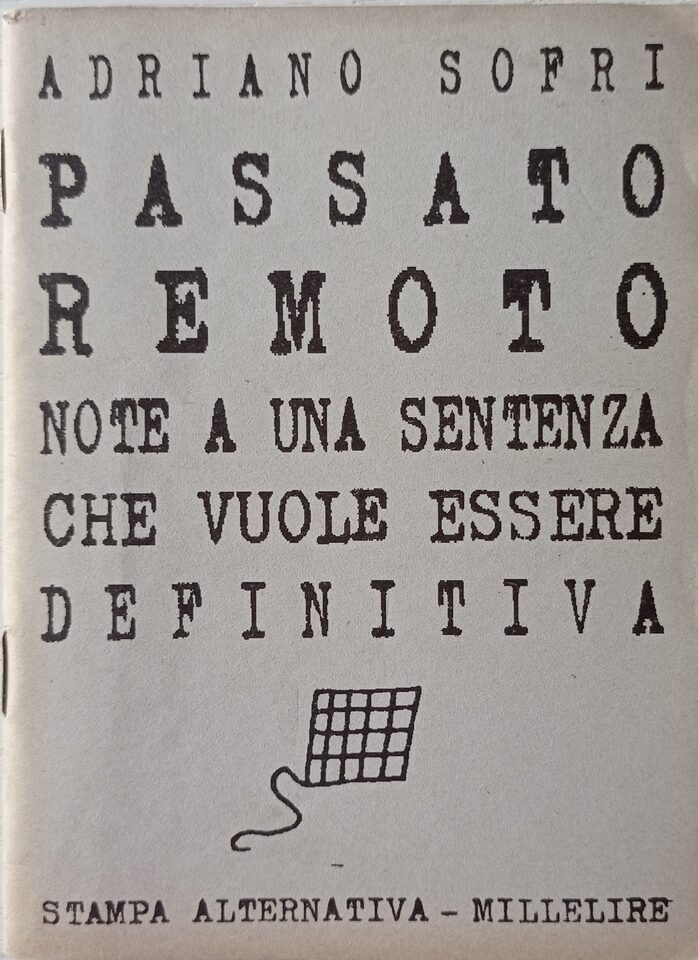 ADRIANO SOFRI
PASSATO
REMOTO
NOTE A UNA SENTENZA
CHE VUOLE ESSERE
DEFINITIVA
STAMPA ALTERNATIVA - MILLELIRE